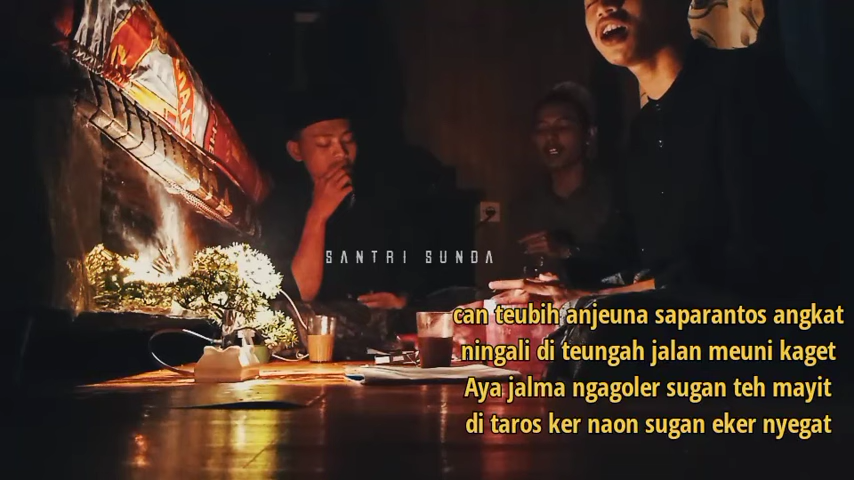 SANTRI SUNDA
can teubih anjeuna saparantos angkat
ningali di teungah jalan meuni kaget
Aya jalma ngagoler sugan teh mayit
di taros ker naon sugan eker nyegat